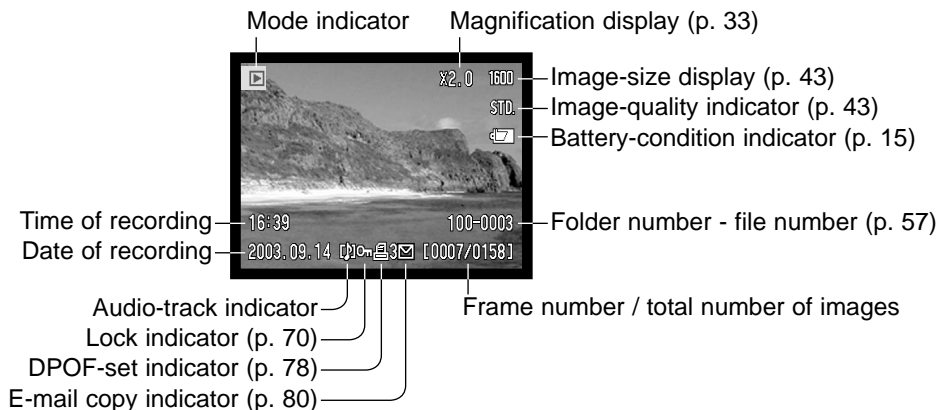 Mode indicator
Magnification display (p. 33)
X2.0 1600
Image-size display (p. 43)
STD.
Image-quality indicator (p. 43)
Battery-condition indicator (p. 15)
Time of recording
16:39
100-0003
Folder number - file number (p. 57)
Date of recording
2003.09.14
3
[0007/0158]
Audio-track indicator
Frame number / total number of images
Lock indicator (p. 70)
DPOF-set indicator (p. 78)
E-mail copy indicator (p. 80)